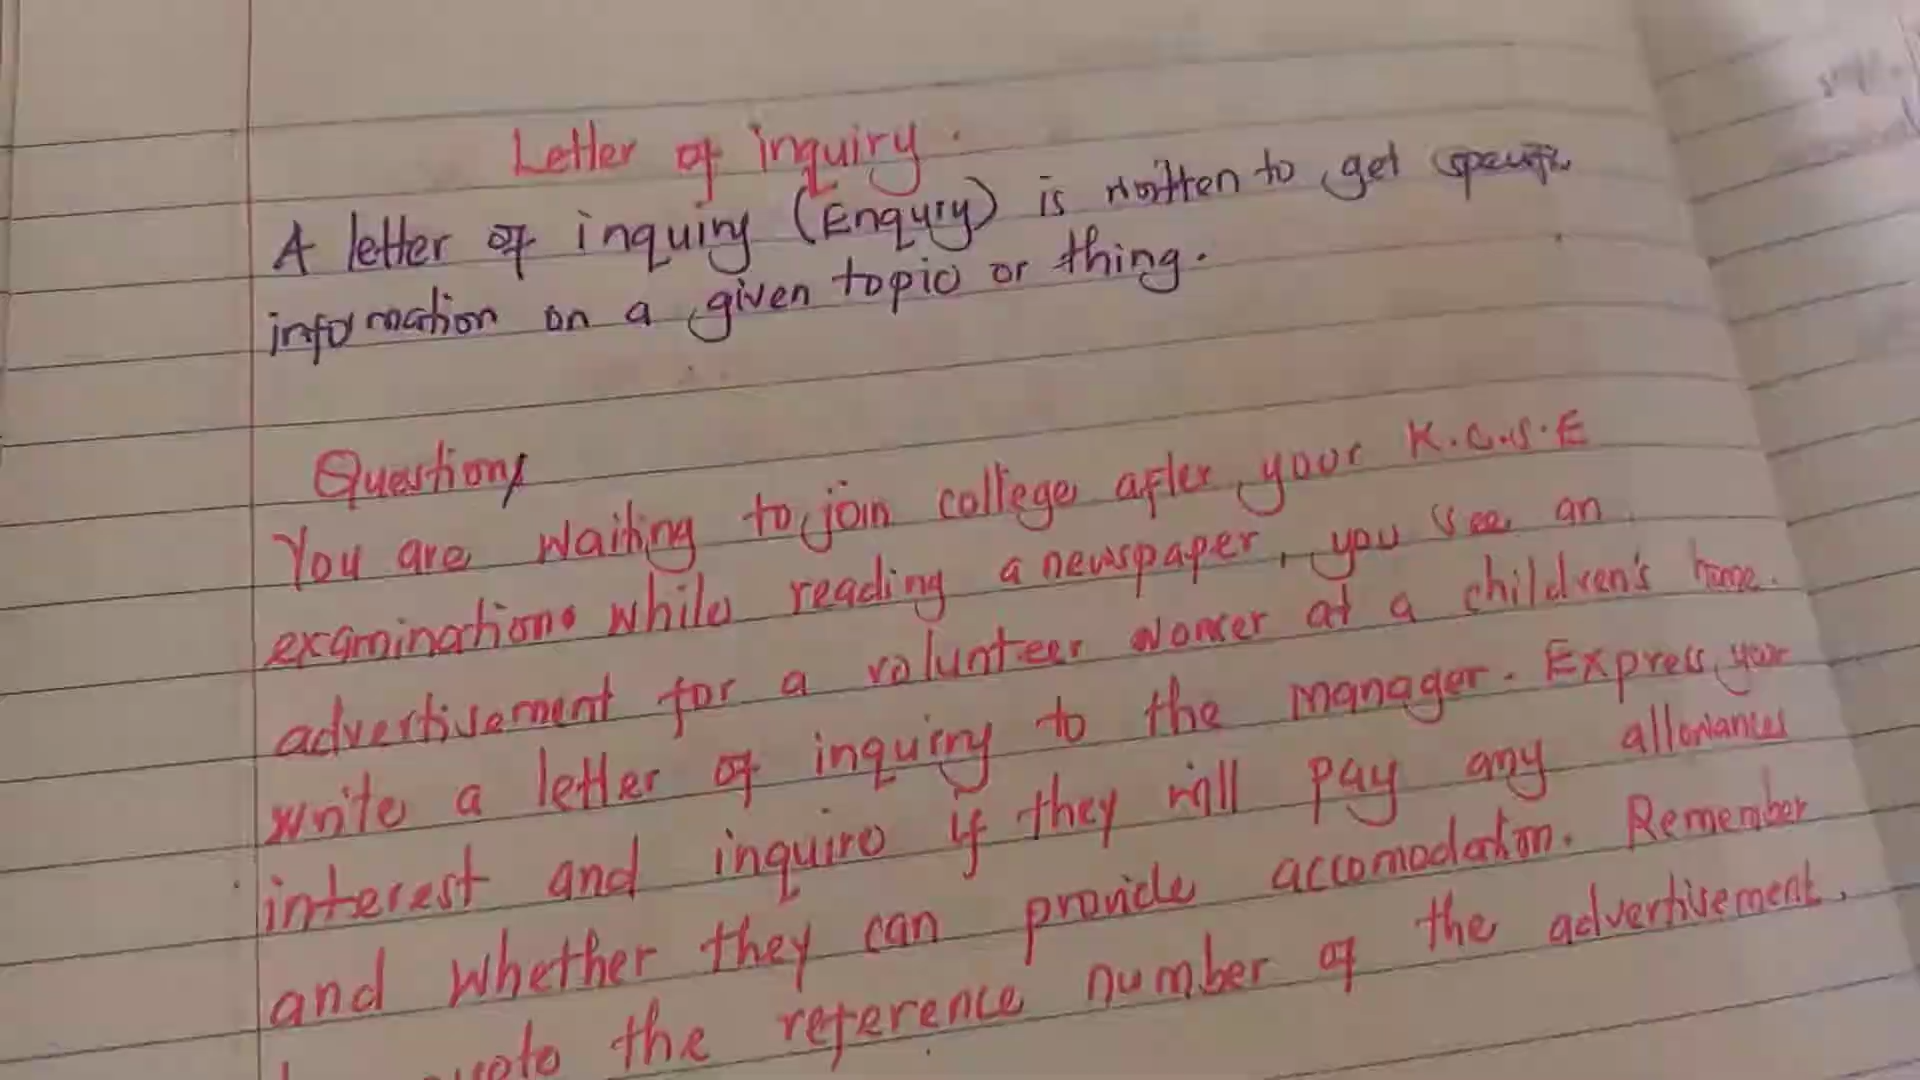 Letter of inquiry.
A letter of inquiry (Enquiry) is written to get specific
information on a given topic or thing.
Question
You are waiting to join college after your K.C.S.E
examination. While reading a newspaper, you see an
advertisement for a volunteer worker at a children's home.
write a letter of inquiry to the manager. Express your
interest and inquire if they will pay any allowances
and whether they can provide accomodation. Remember
the reference number of the advertisement.